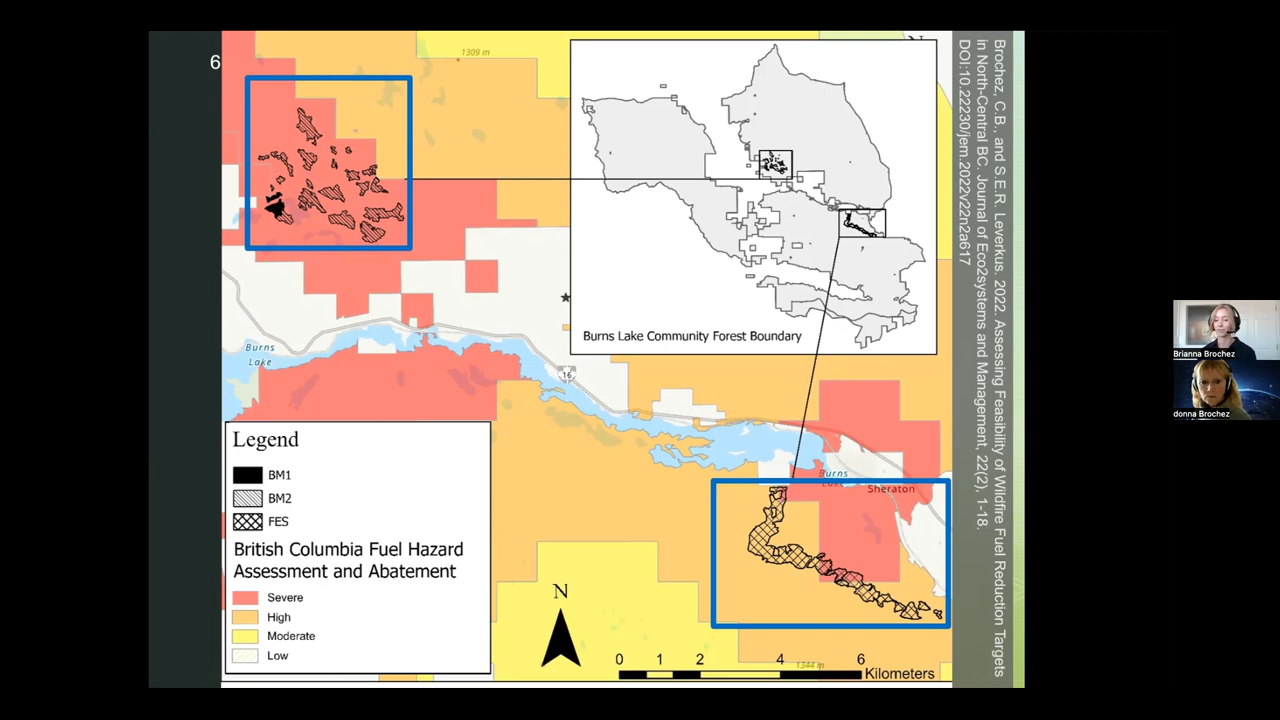 6
1309 m
N
Burns Lake Community Forest Boundary
Burns
Lake
16
Legend
BM1
BM2
FES
British Columbia Fuel Hazard
Assessment and Abatement
Severe
High
Moderate
Low
Burns
Lake
Sheraton
N
0 1 2 4 6
Kilometers
1344 m
Brochez, C.B., and S.E.R. Leverkus. 2022. Assessing Feasibility of Wildfire Fuel Reduction Targets
in North-Central BC. Journal of Eco2systems and Management, 22(2), 1-18.
DOI:10.22230/jem.2022v22n2a617
Brianna Brochez
donna Brochez